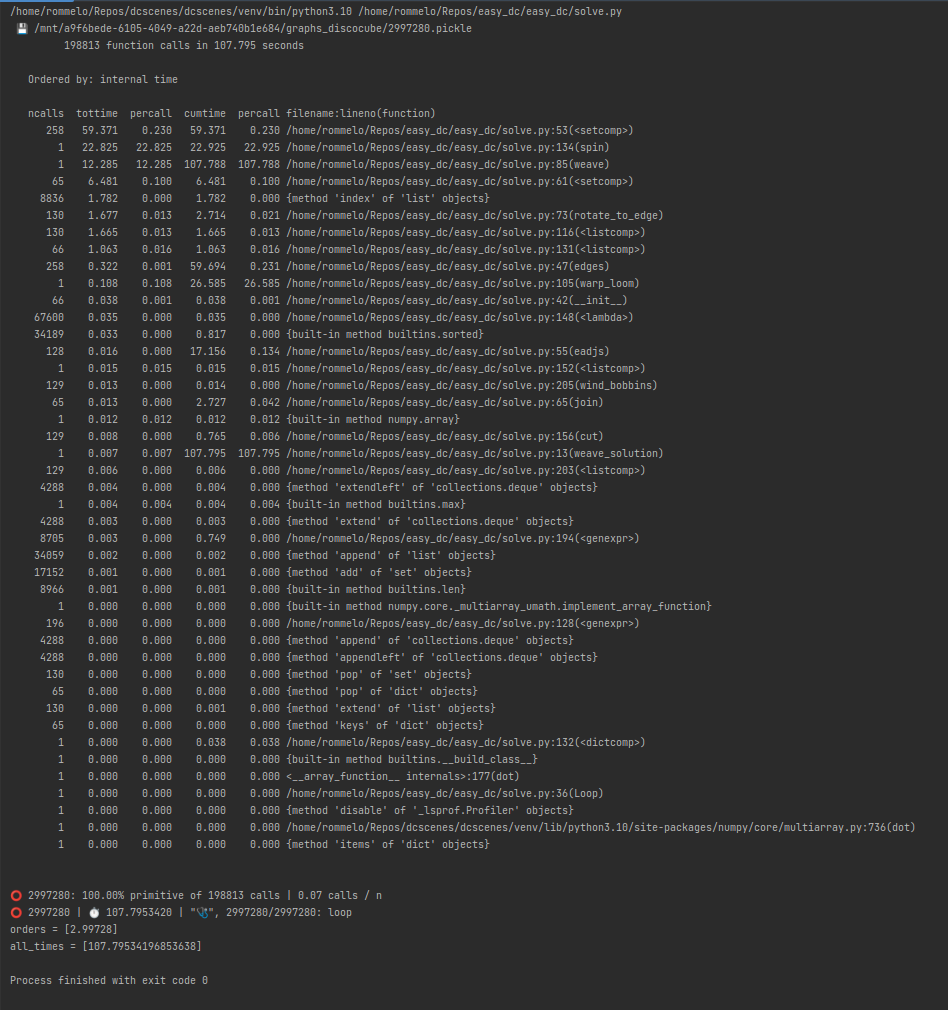 /home/rommelo/Repos/dcscenes/dcscenes/venv/bin/python3.10 /home/rommelo/Repos/easy_dc/easy_dc/solve.py
💾 /mnt/a9f6bede-6105-4049-a22d-aeb740b1e684/graphs_discocube/2997280.pickle
198813 function calls in 107.795 seconds
Ordered by: internal time
ncalls tottime percall cumtime percall filename:lineno(function)
258 59.371 0.230 59.371 0.230 /home/rommelo/Repos/easy_dc/easy_dc/solve.py:53(<setcomp>)
1 22.825 22.825 22.925 22.925 /home/rommelo/Repos/easy_dc/easy_dc/solve.py:134(spin)
1 12.285 12.285 107.788 107.788 /home/rommelo/Repos/easy_dc/easy_dc/solve.py:85(weave)
65 6.481 0.100 6.481 0.100 /home/rommelo/Repos/easy_dc/easy_dc/solve.py:61(<setcomp>)
8836 1.782 0.000 1.782 0.000 {method 'index' of 'list' objects}
130 1.677 0.013 2.714 0.021 /home/rommelo/Repos/easy_dc/easy_dc/solve.py:73(rotate_to_edge)
130 1.665 0.013 1.665 0.013 /home/rommelo/Repos/easy_dc/easy_dc/solve.py:116(<listcomp>)
66 1.063 0.016 1.063 0.016 /home/rommelo/Repos/easy_dc/easy_dc/solve.py:131(<listcomp>)
258 0.322 0.001 59.694 0.231 /home/rommelo/Repos/easy_dc/easy_dc/solve.py:47(edges)
1 0.108 0.108 26.585 26.585 /home/rommelo/Repos/easy_dc/easy_dc/solve.py:105(warp_loom)
66 0.038 0.001 0.038 0.001 /home/rommelo/Repos/easy_dc/easy_dc/solve.py:42(__init__)
67600 0.035 0.000 0.035 0.000 /home/rommelo/Repos/easy_dc/easy_dc/solve.py:148(<lambda>)
34189 0.033 0.000 0.817 0.000 {built-in method builtins.sorted}
128 0.016 0.000 17.156 0.134 /home/rommelo/Repos/easy_dc/easy_dc/solve.py:55(eadjs)
1 0.015 0.015 0.015 0.015 /home/rommelo/Repos/easy_dc/easy_dc/solve.py:152(<listcomp>)
129 0.013 0.000 0.014 0.000 /home/rommelo/Repos/easy_dc/easy_dc/solve.py:205(wind_bobbins)
65 0.013 0.000 2.727 0.042 /home/rommelo/Repos/easy_dc/easy_dc/solve.py:65(join)
1 0.012 0.012 0.012 0.012 {built-in method numpy.array}
129 0.008 0.000 0.765 0.006 /home/rommelo/Repos/easy_dc/easy_dc/solve.py:156(cut)
1 0.007 0.007 107.795 107.795 /home/rommelo/Repos/easy_dc/easy_dc/solve.py:13(weave_solution)
129 0.006 0.000 0.006 0.000 /home/rommelo/Repos/easy_dc/easy_dc/solve.py:203(<listcomp>)
4288 0.004 0.000 0.004 0.000 {method 'extendleft' of 'collections.deque' objects}
1 0.004 0.004 0.004 0.004 {built-in method builtins.max}
4288 0.003 0.000 0.003 0.000 {method 'extend' of 'collections.deque' objects}
8705 0.003 0.000 0.749 0.000 /home/rommelo/Repos/easy_dc/easy_dc/solve.py:194(<genexpr>)
34059 0.002 0.000 0.002 0.000 {method 'append' of 'list' objects}
17152 0.001 0.000 0.001 0.000 {method 'add' of 'set' objects}
8966 0.001 0.000 0.001 0.000 {built-in method builtins.len}
1 0.000 0.000 0.000 0.000 {built-in method numpy.core._multiarray_umath.implement_array_function}
196 0.000 0.000 0.000 0.000 /home/rommelo/Repos/easy_dc/easy_dc/solve.py:128(<genexpr>)
4288 0.000 0.000 0.000 0.000 {method 'append' of 'collections.deque' objects}
4288 0.000 0.000 0.000 0.000 {method 'appendleft' of 'collections.deque' objects}
130 0.000 0.000 0.000 0.000 {method 'pop' of 'set' objects}
65 0.000 0.000 0.000 0.000 {method 'pop' of 'dict' objects}
130 0.000 0.000 0.001 0.000 {method 'extend' of 'list' objects}
65 0.000 0.000 0.000 0.000 {method 'keys' of 'dict' objects}
1 0.000 0.000 0.038 0.038 /home/rommelo/Repos/easy_dc/easy_dc/solve.py:132(<dictcomp>)
1 0.000 0.000 0.000 0.000 {built-in method builtins.__build_class__}
1 0.000 0.000 0.000 0.000 <__array_function__ internals>:177(dot)
1 0.000 0.000 0.000 0.000 /home/rommelo/Repos/easy_dc/easy_dc/solve.py:36(Loop)
1 0.000 0.000 0.000 0.000 {method 'disable' of '_lsprof.Profiler' objects}
1 0.000 0.000 0.000 0.000 /home/rommelo/Repos/dcscenes/dcscenes/venv/lib/python3.10/site-packages/numpy/core/multiarray.py:736(dot)
1 0.000 0.000 0.000 0.000 {method 'items' of 'dict' objects}
⭕ 2997280: 100.00% primitive of 198813 calls | 0.07 calls / n
⭕ 2997280 | ⏱️ 107.7953420 | "🩺", 2997280/2997280: loop
orders = [2.99728]
all_times = [107.79534196853638]
Process finished with exit code 0